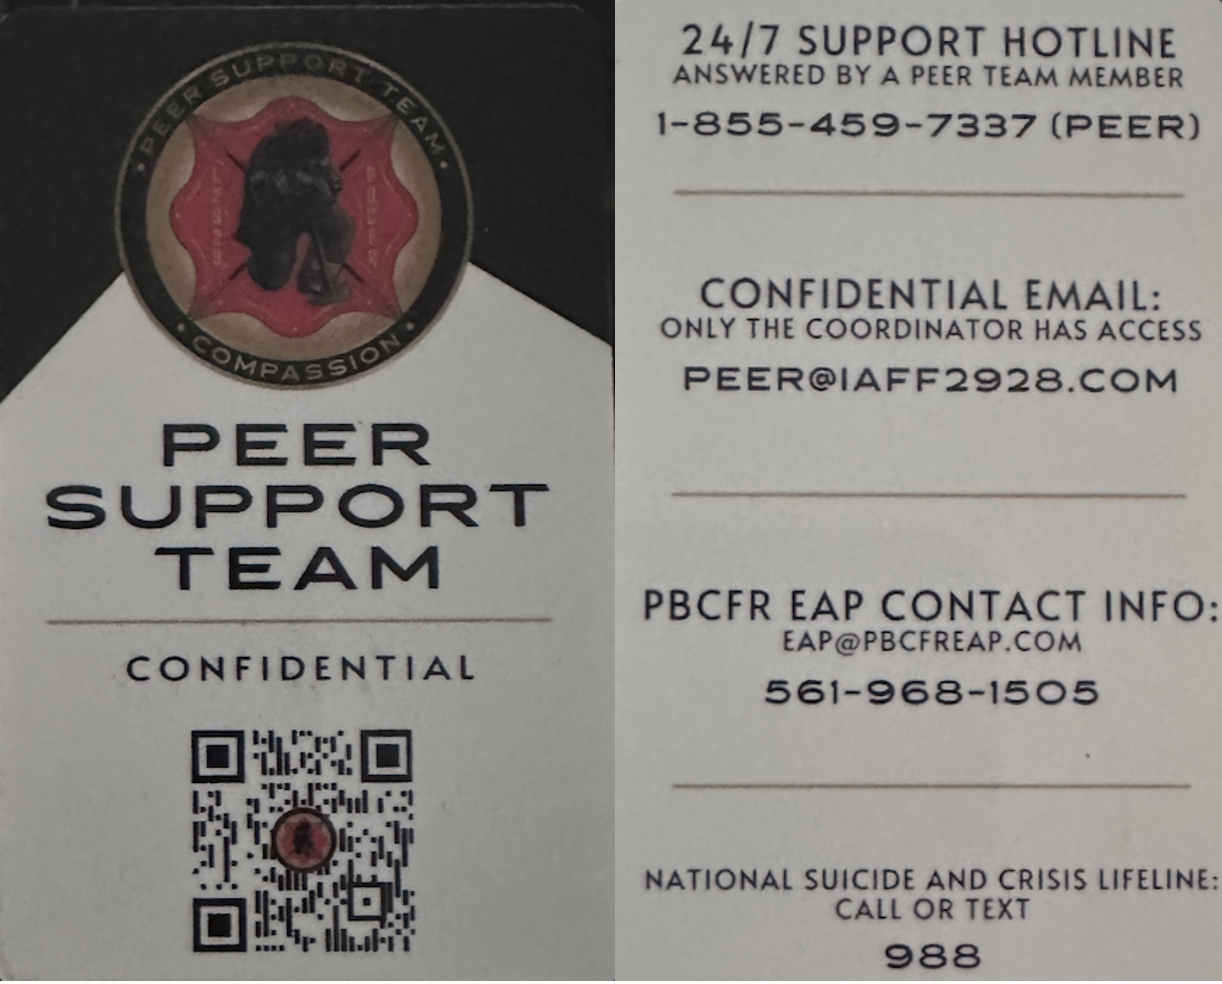 PEER SUPPORT TEAM
COMPASSION
PEER
SUPPORT
TEAM
CONFIDENTIAL
24/7 SUPPORT HOTLINE
ANSWERED BY A PEER TEAM MEMBER
1-855-459-7337 (PEER)
CONFIDENTIAL EMAIL:
ONLY THE COORDINATOR HAS ACCESS
PEER@IAFF2928.COM
PBCFR EAP CONTACT INFO:
EAP@PBCFREAP.COM
561-968-1505
NATIONAL SUICIDE AND CRISIS LIFELINE:
CALL OR TEXT
988